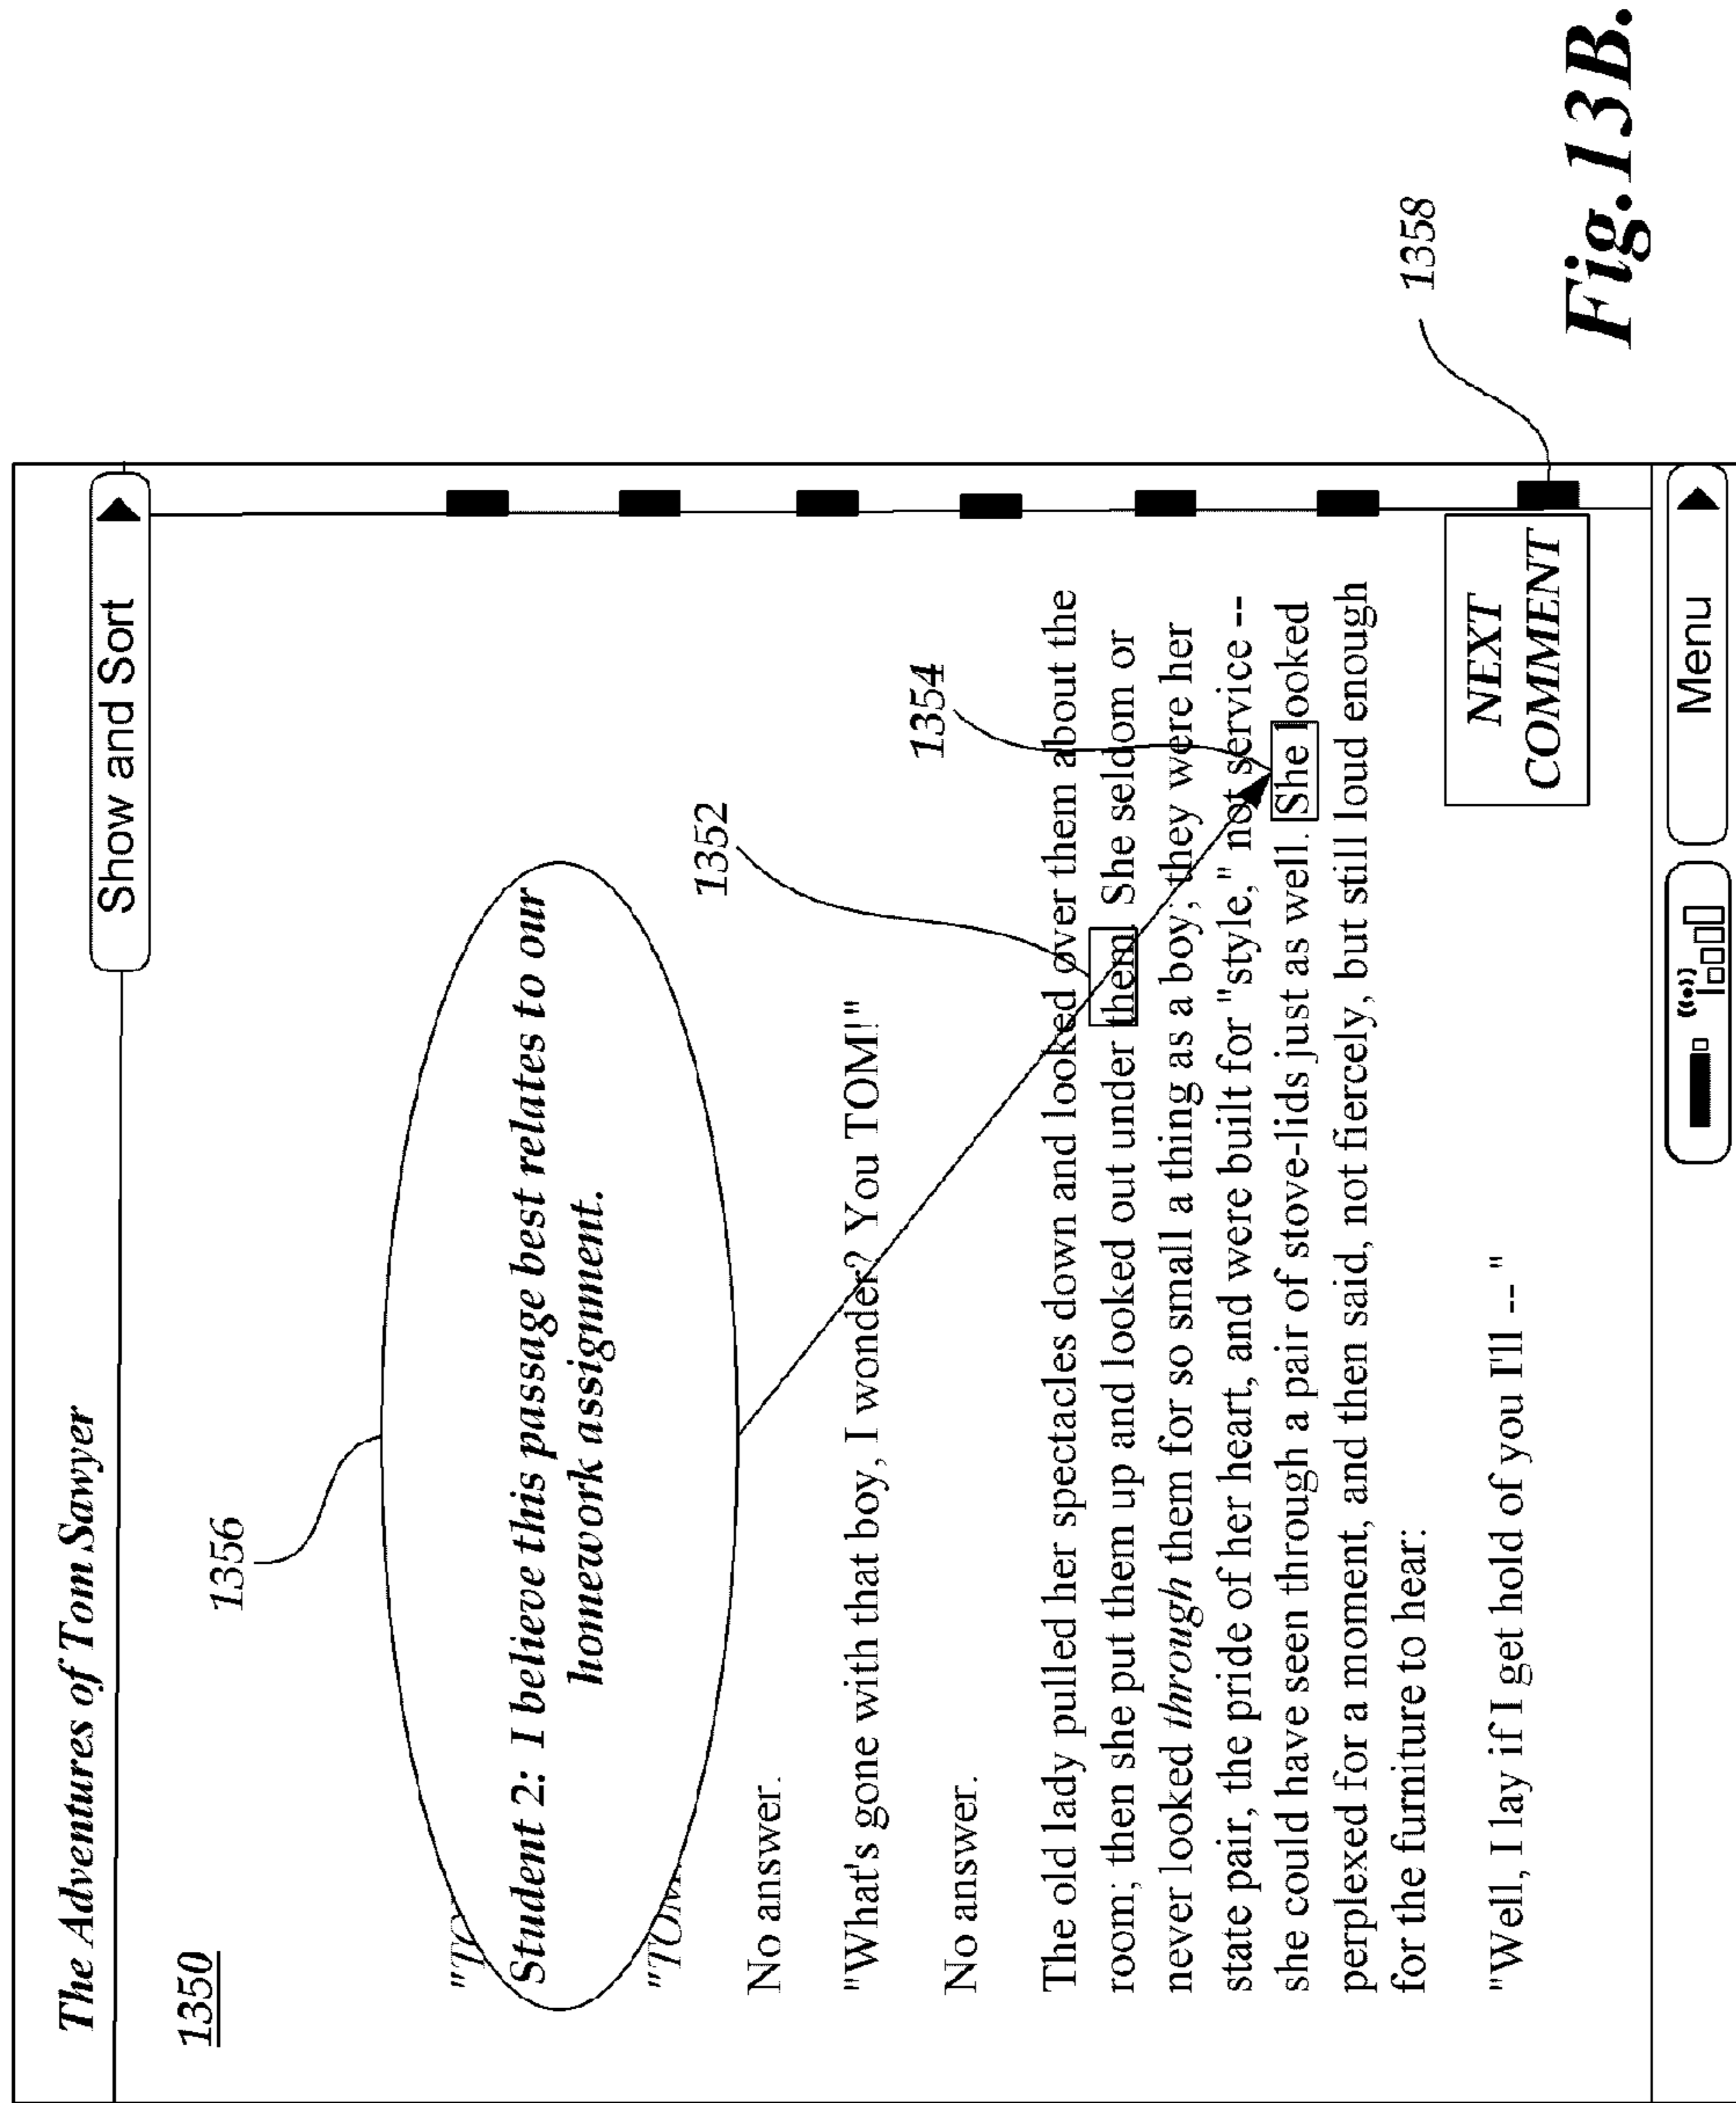 The Adventures of Tom Sawyer
Show and Sort
1350
1356
"TO
Student 2: I believe this passage best relates to our
homework assignment.
"TOM
No answer.
1352
"What's gone with that boy, I wonder? You TOM!"
1354
No answer.
The old lady pulled her spectacles down and looked over them about the
room; then she put them up and looked out under them. She seldom or
never looked through them for so small a thing as a boy; they were her
state pair, the pride of her heart, and were built for "style," not service --
she could have seen through a pair of stove-lids just as well. She looked
perplexed for a moment, and then said, not fiercely, but still loud enough
for the furniture to hear:
NEXT
COMMENT
1358
"Well, I lay if I get hold of you I'll -- "
Menu
Fig.13B.